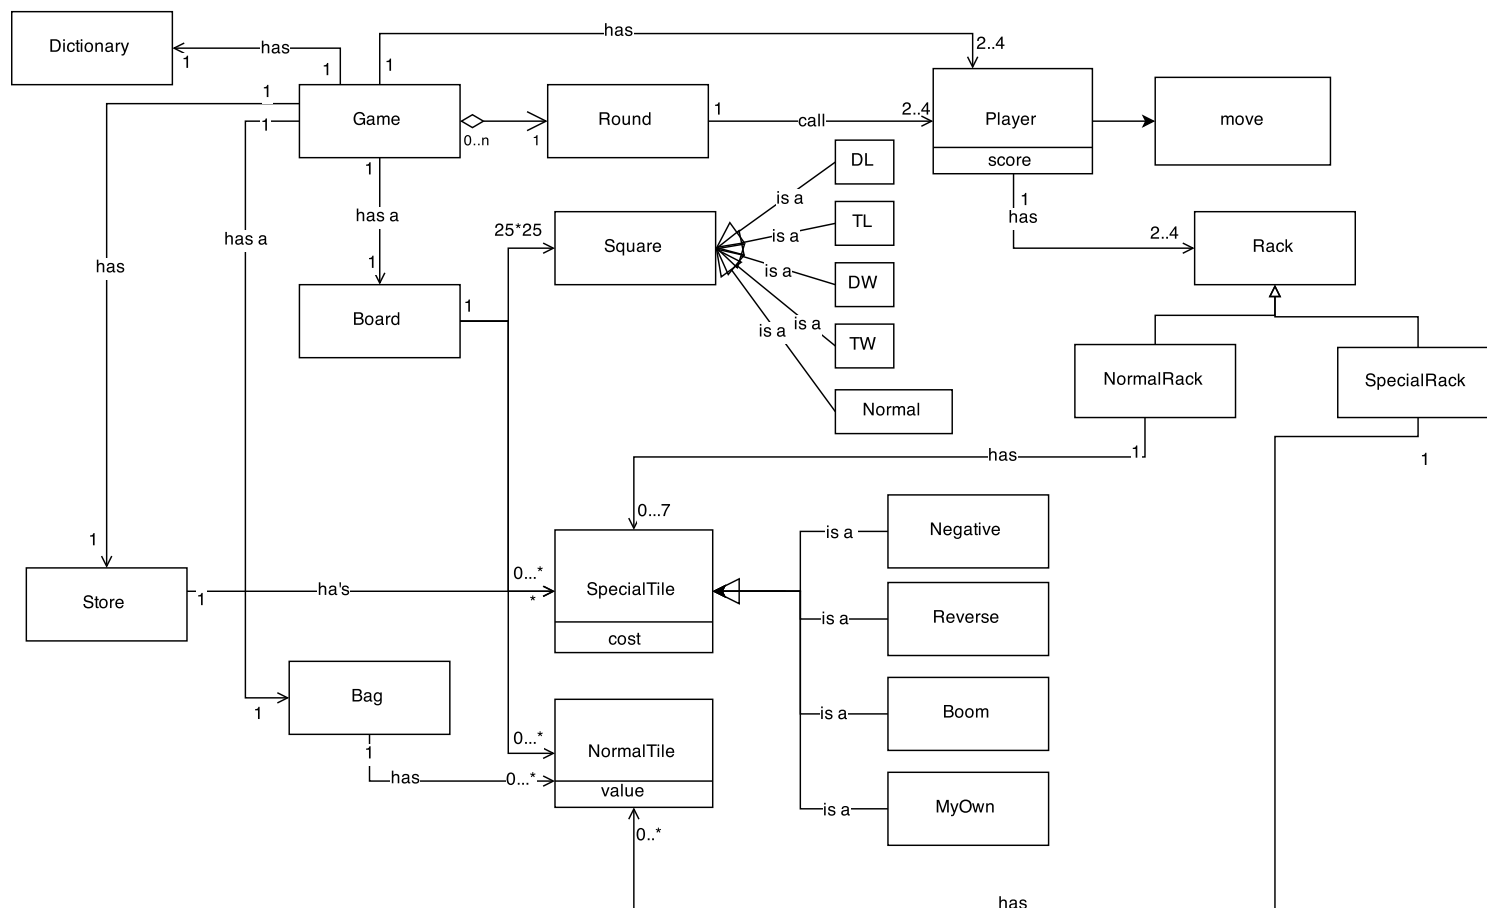 Dictionary
has
1
1
has
1
2..4
1
1
Game
0..n
1
Round
1
call
2..4
Player
score
move
1
has a
1
has a
has
25*25
Square
is a
DL
is a
TL
is a
DW
is a
TW
is a
Normal
1
has
2..4
Rack
Board
1
NormalRack
SpecialRack
1
has
1
0...7
1
Store
1
ha's
0...*
*
SpecialTile
cost
is a
Negative
is a
Reverse
is a
Boom
is a
MyOwn
1
Bag
1
has
0...*
0...*
NormalTile
value
0..*
has